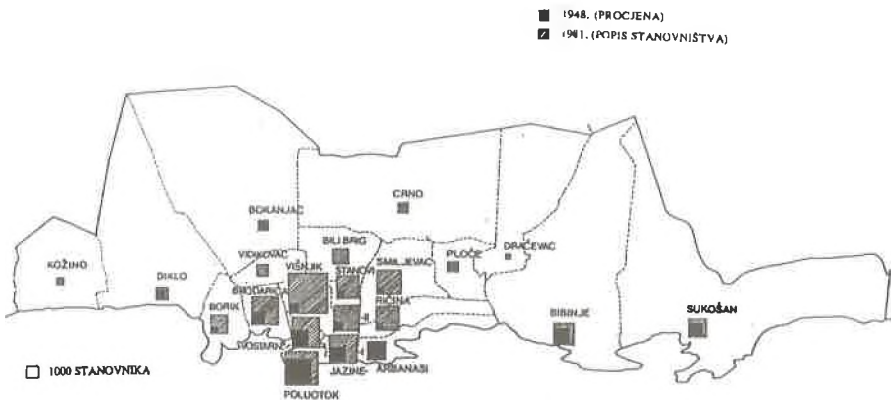 1948. (PROCJENA)
1981. (POPIS STANOVNIŠTVA)
CRNO
BOKANJAC
BILI BRIG
DRAČEVAC
VIDIKOVAC
SMILJEVAC
PLOČE
KOŽINO
VIŠNJIK
STANOVI
DIKLO
BRODARICA
RIČINA
BORIK
BIBINJE
SUKOŠAN
VOŠTARNICA
1000 STANOVNIKA
JAZINE
ARBANASI
POLUOTOK